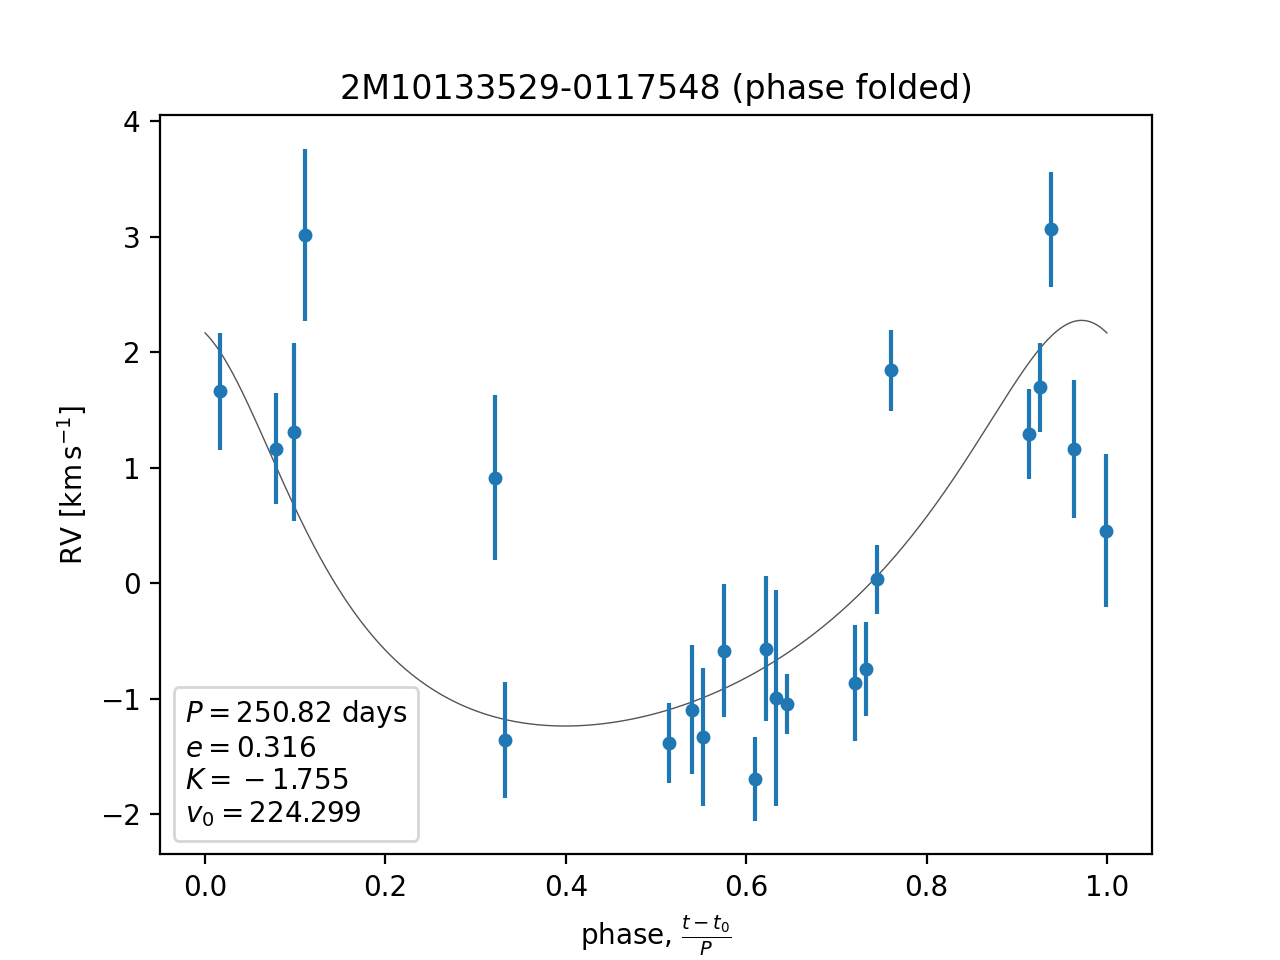 2M10133529-0117548 (phase folded)
RV [km s⁻¹]
4
3
2
1
0
−1
−2
P = 250.82 days
e = 0.316
K = −1.755
v₀ = 224.299
0.0 0.2 0.4 0.6 0.8 1.0
phase, (t − t₀)/P